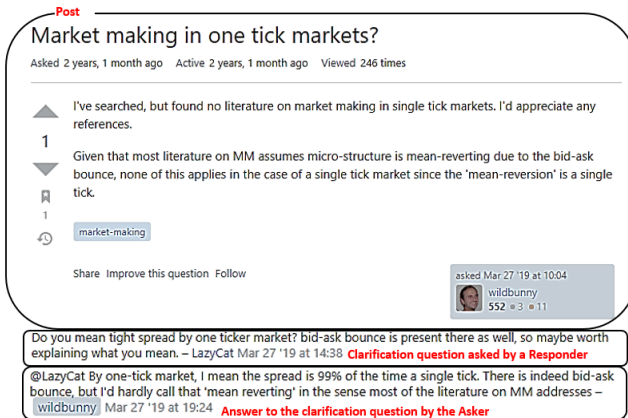 Post
Market making in one tick markets?
Asked 2 years, 1 month ago Active 2 years, 1 month ago Viewed 246 times
I've searched, but found no literature on market making in single tick markets. I'd appreciate any
references.
1
Given that most literature on MM assumes micro-structure is mean-reverting due to the bid-ask
bounce, none of this applies in the case of a single tick market since the 'mean-reversion' is a single
tick.
1
market-making
Share Improve this question Follow
asked Mar 27 '19 at 10:04
wildbunny
552 3 11
Do you mean tight spread by one ticker market? bid-ask bounce is present there as well, so maybe worth
explaining what you mean. – LazyCat Mar 27 '19 at 14:38 Clarification question asked by a Responder
@LazyCat By one-tick market, I mean the spread is 99% of the time a single tick. There is indeed bid-ask
bounce, but I'd hardly call that 'mean reverting' in the sense most of the literature on MM addresses –
wildbunny Mar 27 '19 at 19:24 Answer to the clarification question by the Asker